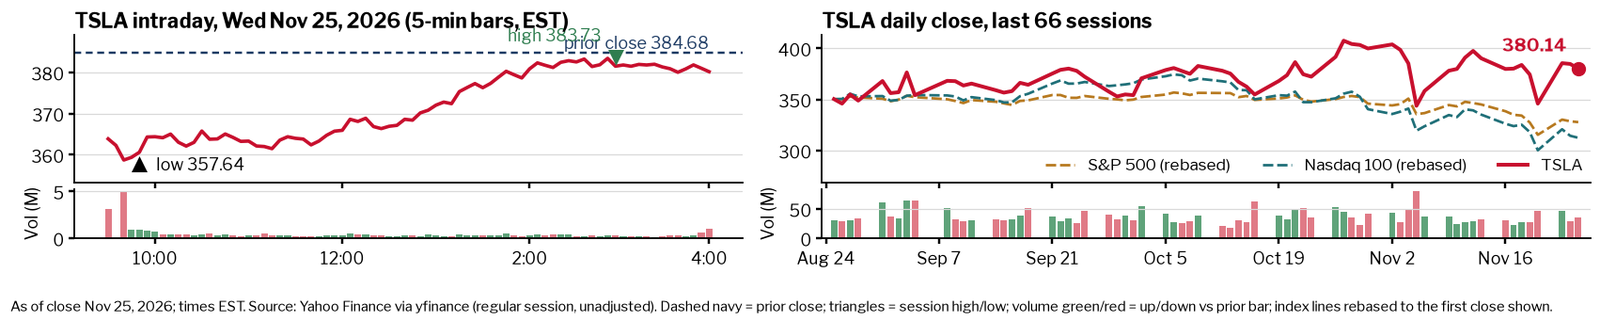 TSLA intraday, Wed Nov 25, 2026 (5-min bars, EST)
high 383.73
prior close 384.68
380
370
360
low 357.64
Vol (M)
5
0
10:00 12:00 2:00 4:00
TSLA daily close, last 66 sessions
400
350
300
380.14
S&P 500 (rebased) Nasdaq 100 (rebased) TSLA
Vol (M)
50
0
Aug 24 Sep 7 Sep 21 Oct 5 Oct 19 Nov 2 Nov 16
As of close Nov 25, 2026; times EST. Source: Yahoo Finance via yfinance (regular session, unadjusted). Dashed navy = prior close; triangles = session high/low; volume green/red = up/down vs prior bar; index lines rebased to the first close shown.